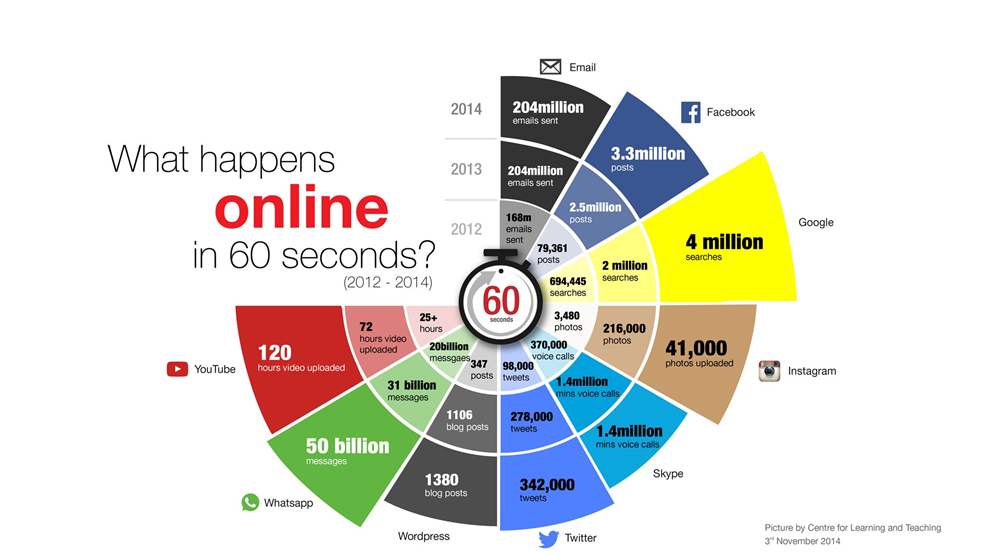 What happens
online
in 60 seconds?
(2012 - 2014)
2014
2013
2012
Email
204million
emails sent
204million
emails sent
168m
emails
sent
Facebook
3.3million
posts
2.5million
posts
79,361
posts
Google
4 million
searches
2 million
searches
694,445
searches
Instagram
41,000
photos uploaded
216,000
photos
3,480
photos
Skype
1.4million
mins voice calls
1.4million
mins voice calls
370,000
voice calls
Twitter
342,000
tweets
278,000
tweets
98,000
tweets
Wordpress
1380
blog posts
1106
blog posts
347
posts
Whatsapp
50 billion
messages
31 billion
messages
20billion
messgaes
YouTube
120
hours video uploaded
72
hours video
uploaded
25+
hours
60
seconds
Picture by Centre for Learning and Teaching
3rd November 2014